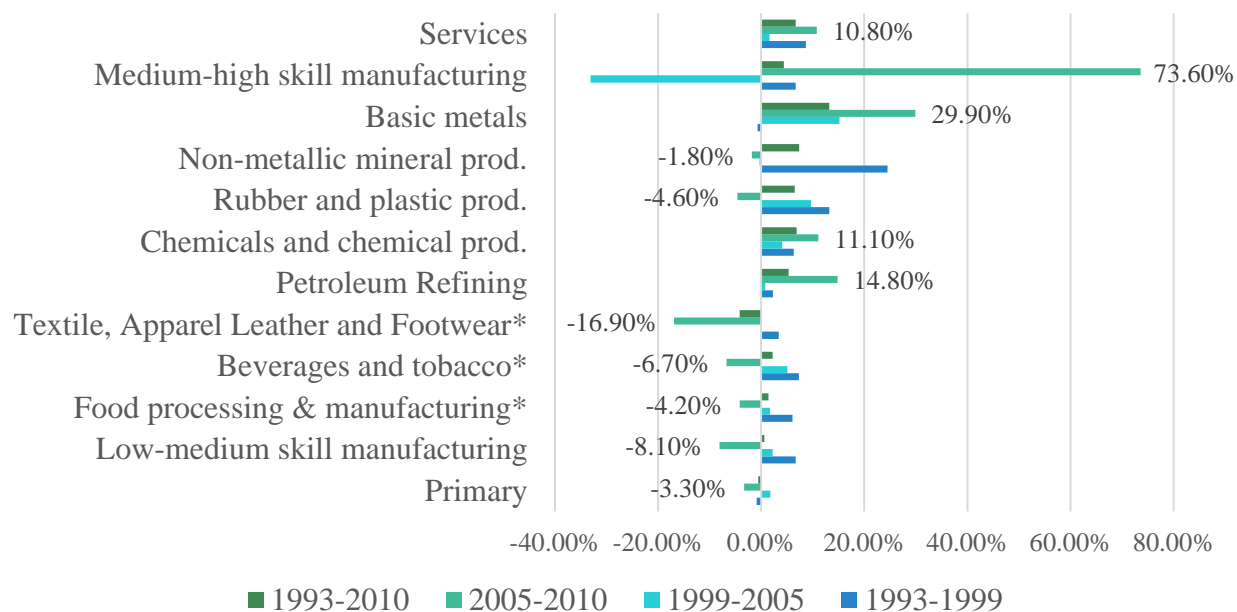 Services 10.80%
Medium-high skill manufacturing 73.60%
Basic metals 29.90%
Non-metallic mineral prod. -1.80%
Rubber and plastic prod. -4.60%
Chemicals and chemical prod. 11.10%
Petroleum Refining 14.80%
Textile, Apparel Leather and Footwear* -16.90%
Beverages and tobacco* -6.70%
Food processing & manufacturing* -4.20%
Low-medium skill manufacturing -8.10%
Primary -3.30%
-40.00% -20.00% 0.00% 20.00% 40.00% 60.00% 80.00%
1993-2010 2005-2010 1999-2005 1993-1999